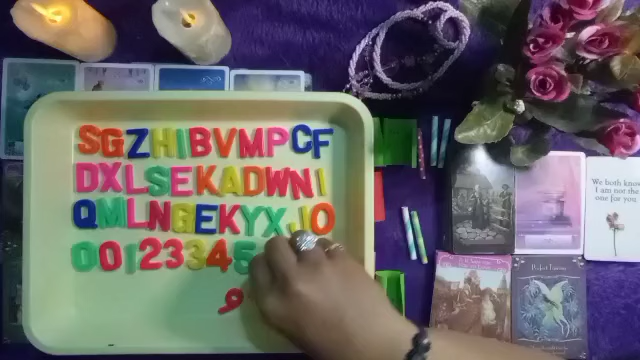 SGZHIBVMPCF
DXLSEKADWNI
QMLNGEKYXJO
00123345
9
We both know
I am not the
one for you